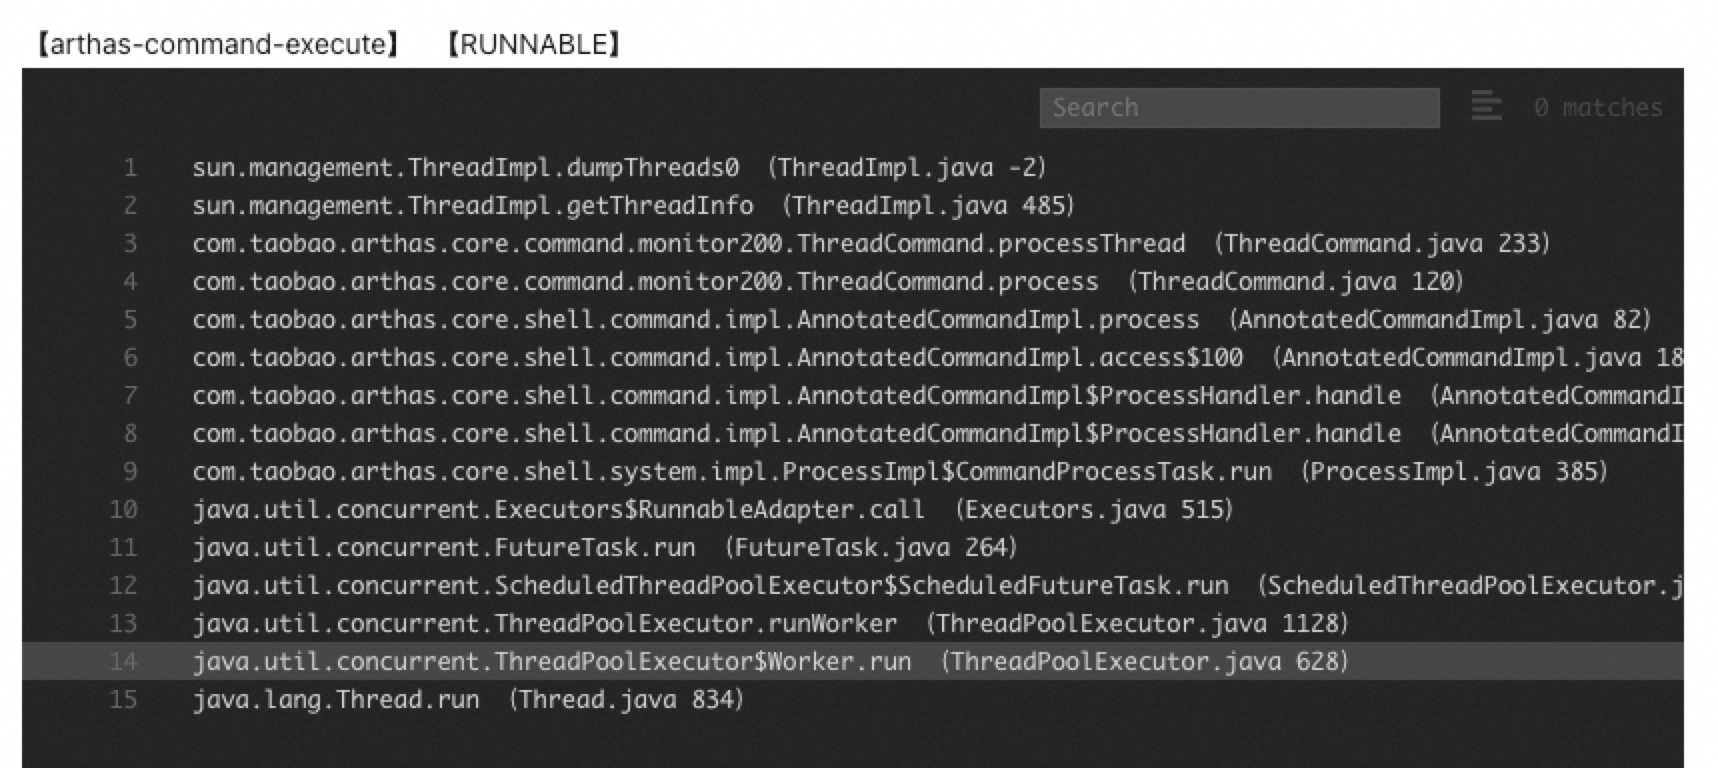 【arthas-command-execute】 【RUNNABLE】
Search 0 matches
1 sun.management.ThreadImpl.dumpThreads0 (ThreadImpl.java -2)
2 sun.management.ThreadImpl.getThreadInfo (ThreadImpl.java 485)
3 com.taobao.arthas.core.command.monitor200.ThreadCommand.processThread (ThreadCommand.java 233)
4 com.taobao.arthas.core.command.monitor200.ThreadCommand.process (ThreadCommand.java 120)
5 com.taobao.arthas.core.shell.command.impl.AnnotatedCommandImpl.process (AnnotatedCommandImpl.java 82)
6 com.taobao.arthas.core.shell.command.impl.AnnotatedCommandImpl.access$100 (AnnotatedCommandImpl.java 18
7 com.taobao.arthas.core.shell.command.impl.AnnotatedCommandImpl$ProcessHandler.handle (AnnotatedCommandI
8 com.taobao.arthas.core.shell.command.impl.AnnotatedCommandImpl$ProcessHandler.handle (AnnotatedCommandI
9 com.taobao.arthas.core.shell.system.impl.ProcessImpl$CommandProcessTask.run (ProcessImpl.java 385)
10 java.util.concurrent.Executors$RunnableAdapter.call (Executors.java 515)
11 java.util.concurrent.FutureTask.run (FutureTask.java 264)
12 java.util.concurrent.ScheduledThreadPoolExecutor$ScheduledFutureTask.run (ScheduledThreadPoolExecutor.j
13 java.util.concurrent.ThreadPoolExecutor.runWorker (ThreadPoolExecutor.java 1128)
14 java.util.concurrent.ThreadPoolExecutor$Worker.run (ThreadPoolExecutor.java 628)
15 java.lang.Thread.run (Thread.java 834)